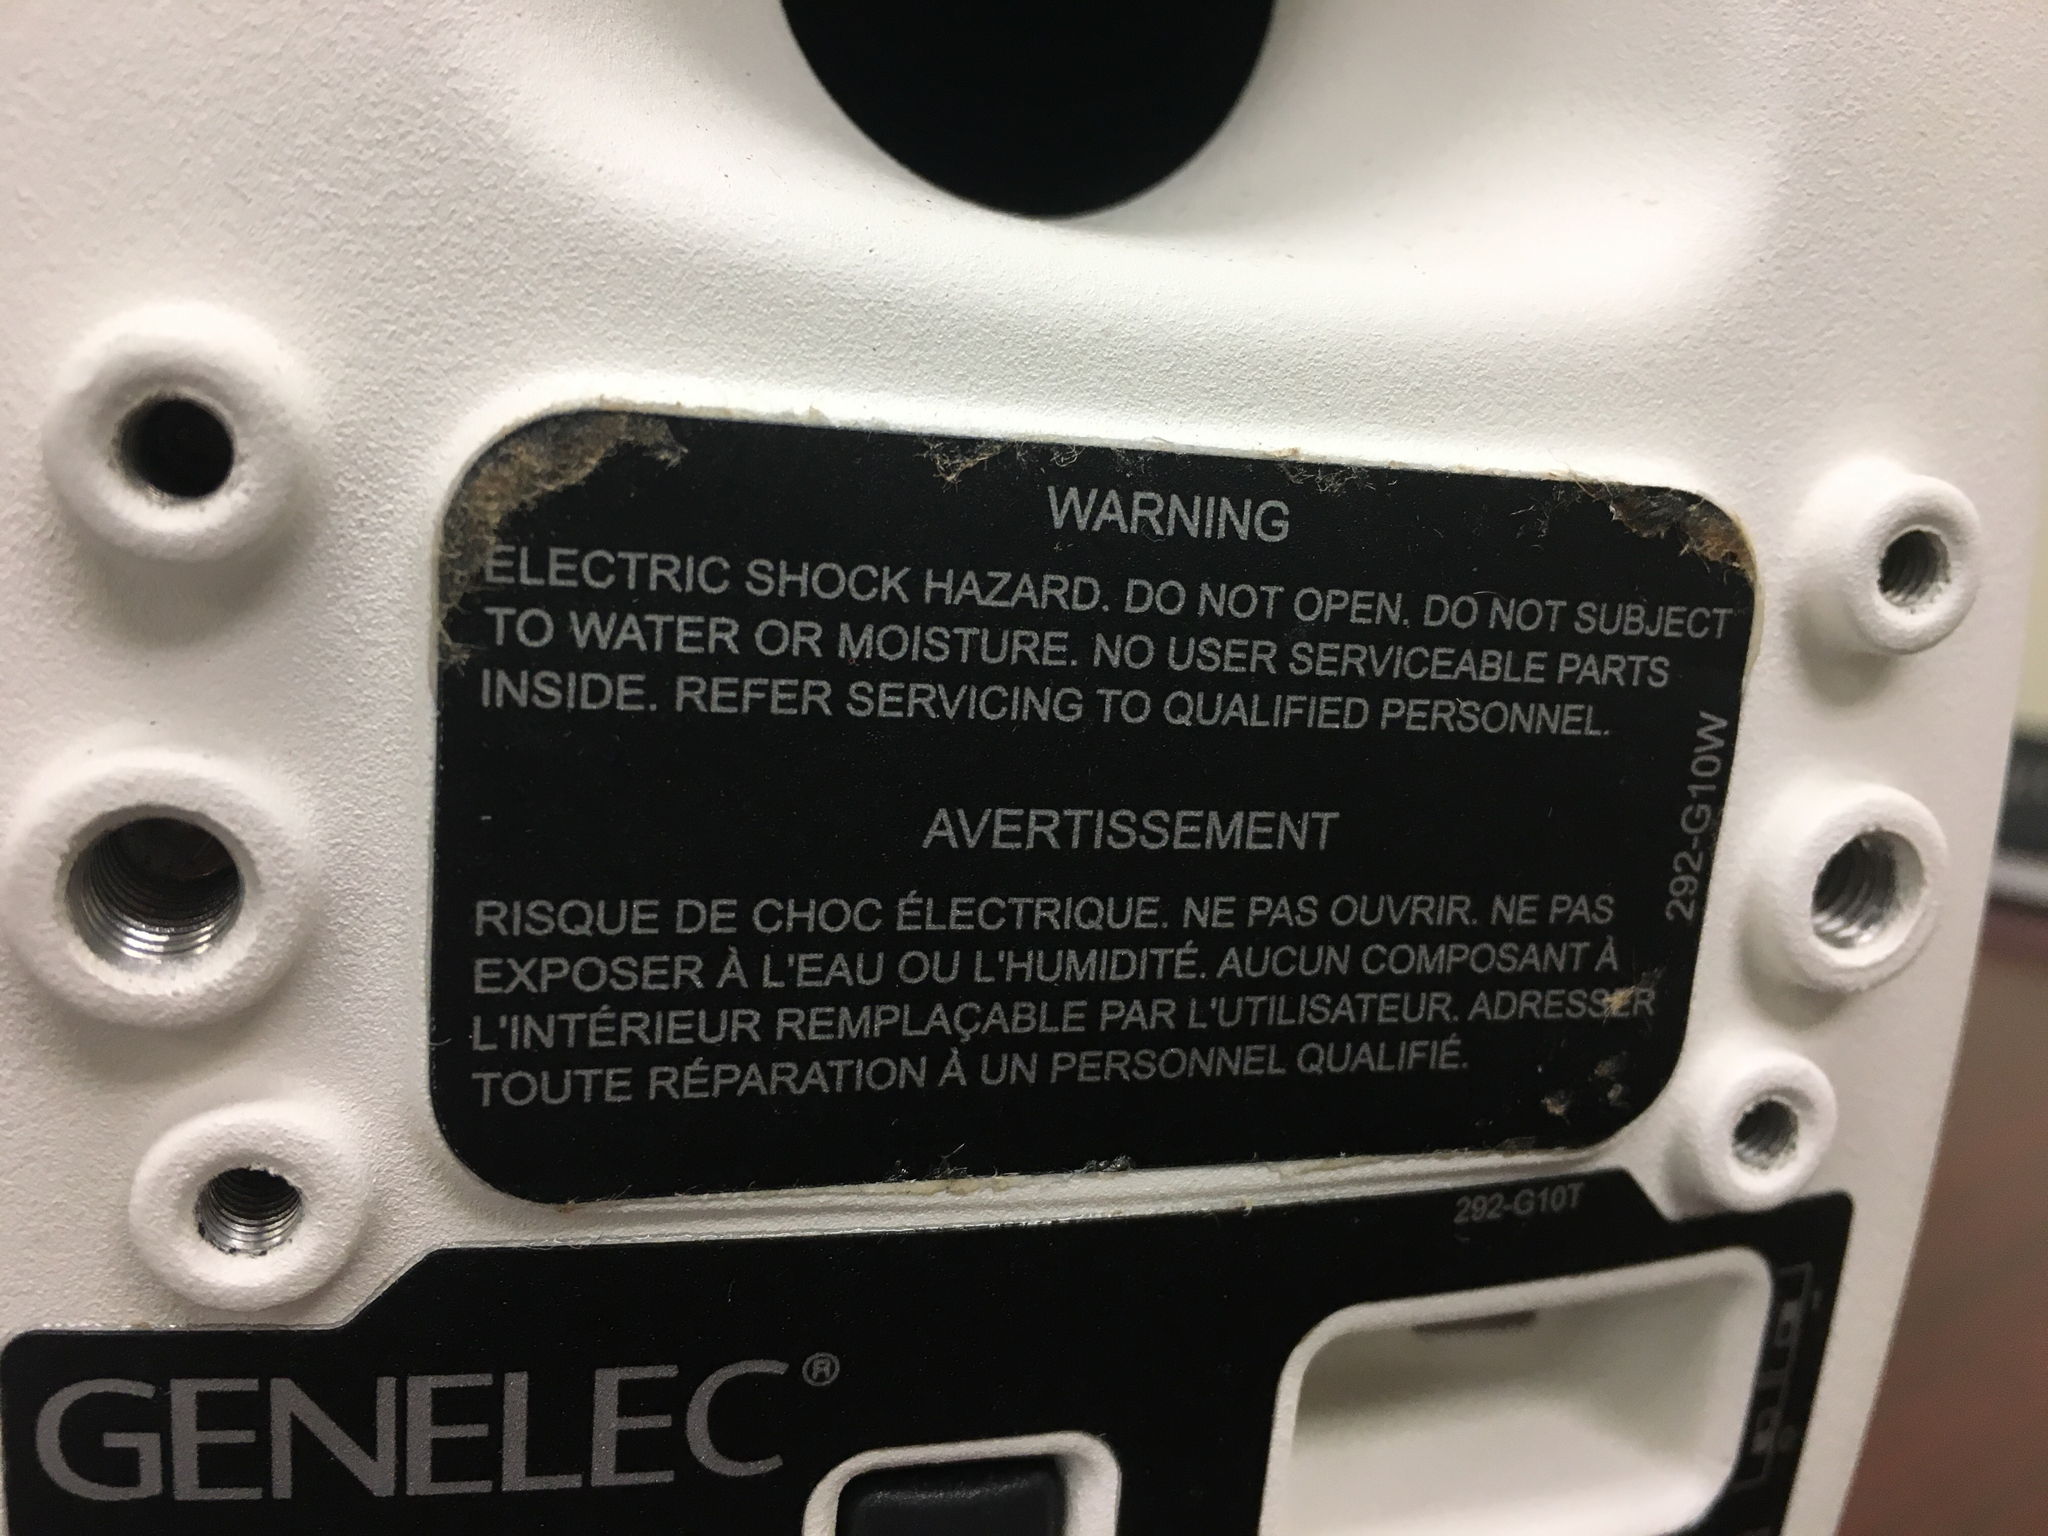 WARNING
ELECTRIC SHOCK HAZARD. DO NOT OPEN. DO NOT SUBJECT
TO WATER OR MOISTURE. NO USER SERVICEABLE PARTS
INSIDE. REFER SERVICING TO QUALIFIED PERSONNEL.
292-G10W
AVERTISSEMENT
RISQUE DE CHOC ÉLECTRIQUE. NE PAS OUVRIR. NE PAS
EXPOSER À L'EAU OU L'HUMIDITÉ. AUCUN COMPOSANT À
L'INTÉRIEUR REMPLAÇABLE PAR L'UTILISATEUR. ADRESSER
TOUTE RÉPARATION À UN PERSONNEL QUALIFIÉ.
292-G10T
GENELEC®